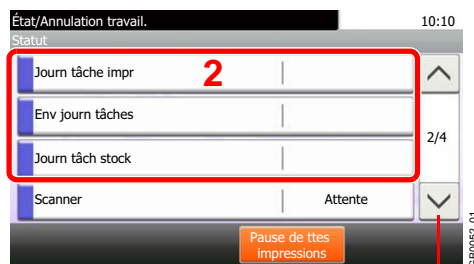 État/Annulation travail. 10:10
Statut
Journ tâche impr
2
Env journ tâches
2/4
Journ tâch stock
Scanner Attente
Pause de ttes
impressions